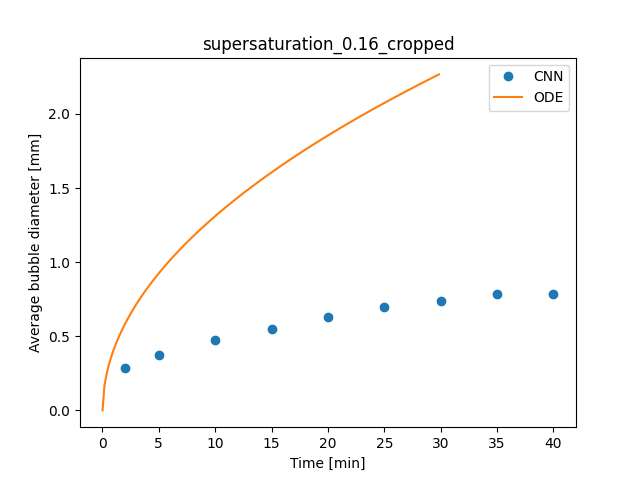 supersaturation_0.16_cropped
CNN
ODE
Average bubble diameter [mm]
2.0
1.5
1.0
0.5
0.0
0 5 10 15 20 25 30 35 40
Time [min]